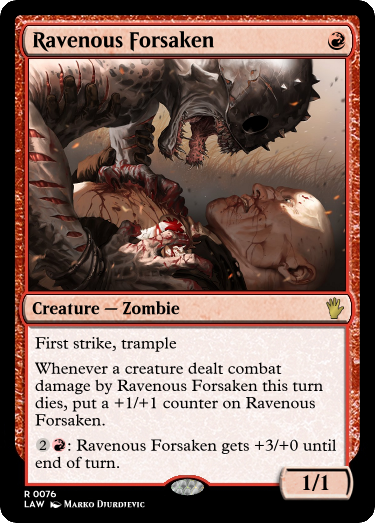 Ravenous Forsaken
Creature — Zombie
First strike, trample
Whenever a creature dealt combat
damage by Ravenous Forsaken this turn
dies, put a +1/+1 counter on Ravenous
Forsaken.
2 : Ravenous Forsaken gets +3/+0 until
end of turn.
1/1
R 0076
LAW Marko Djurdjevic